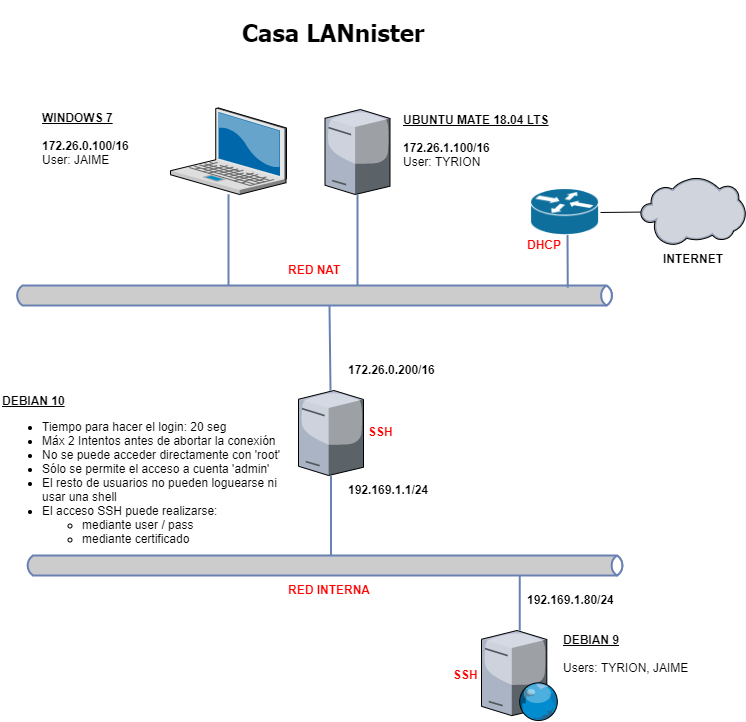 Casa LANnister
WINDOWS 7
172.26.0.100/16
User: JAIME
UBUNTU MATE 18.04 LTS
172.26.1.100/16
User: TYRION
DHCP
INTERNET
RED NAT
172.26.0.200/16
DEBIAN 10
Tiempo para hacer el login: 20 seg
Máx 2 Intentos antes de abortar la conexión
No se puede acceder directamente con 'root'
Sólo se permite el acceso a cuenta 'admin'
El resto de usuarios no pueden loguearse ni
usar una shell
El acceso SSH puede realizarse:
mediante user / pass
mediante certificado
SSH
192.169.1.1/24
RED INTERNA
192.169.1.80/24
DEBIAN 9
Users: TYRION, JAIME
SSH